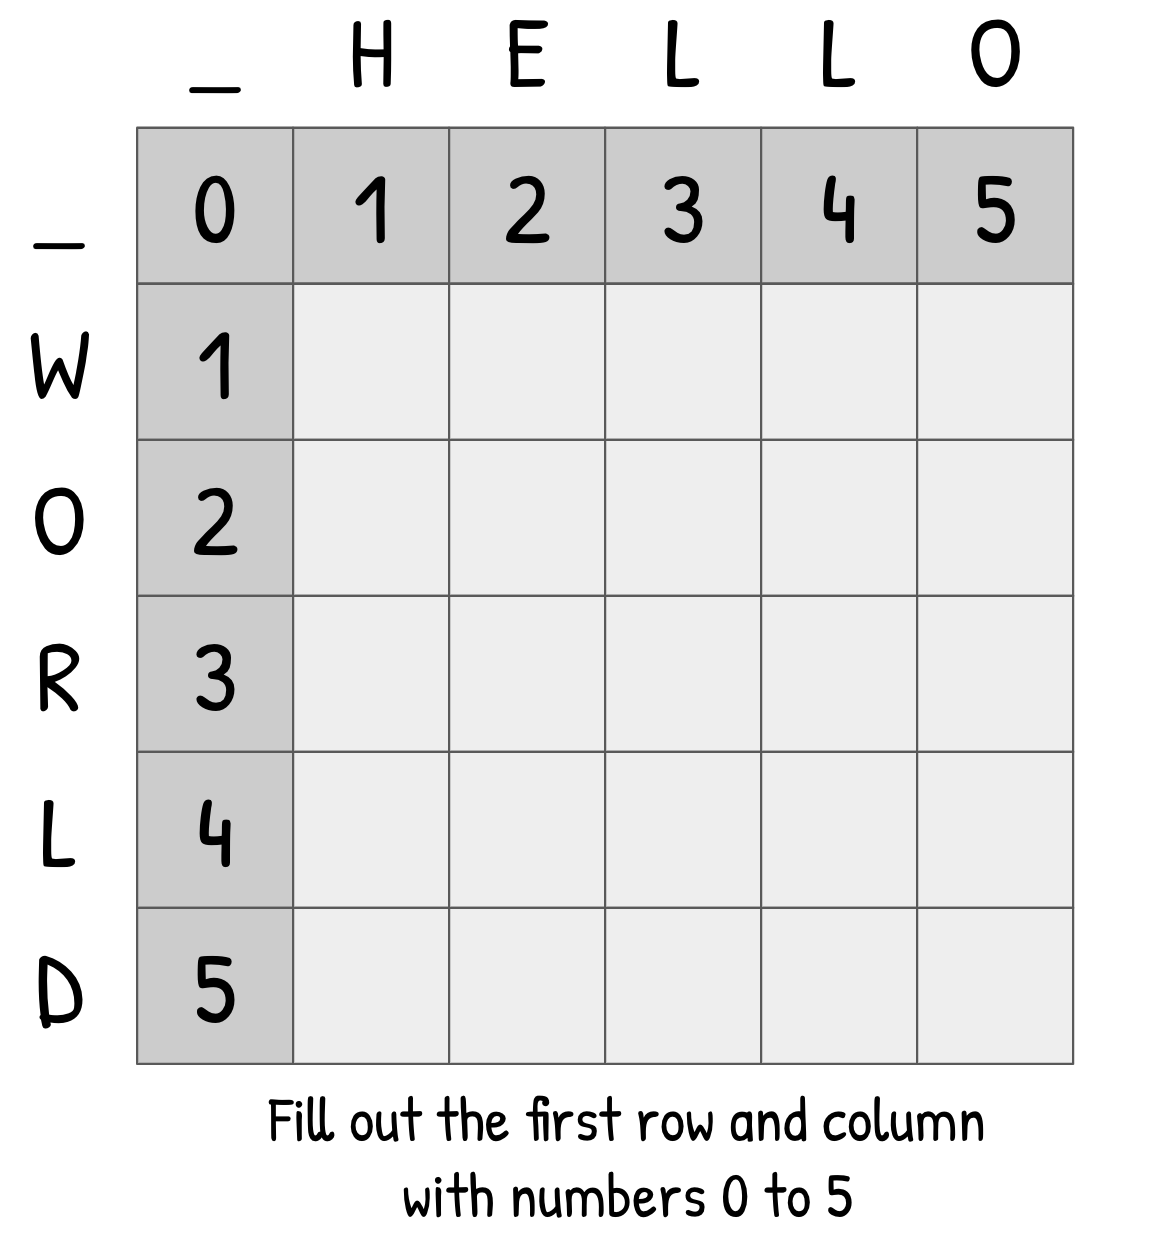 _ H E L L O
_ 0 1 2 3 4 5
W 1
O 2
R 3
L 4
D 5
Fill out the first row and column
with numbers 0 to 5